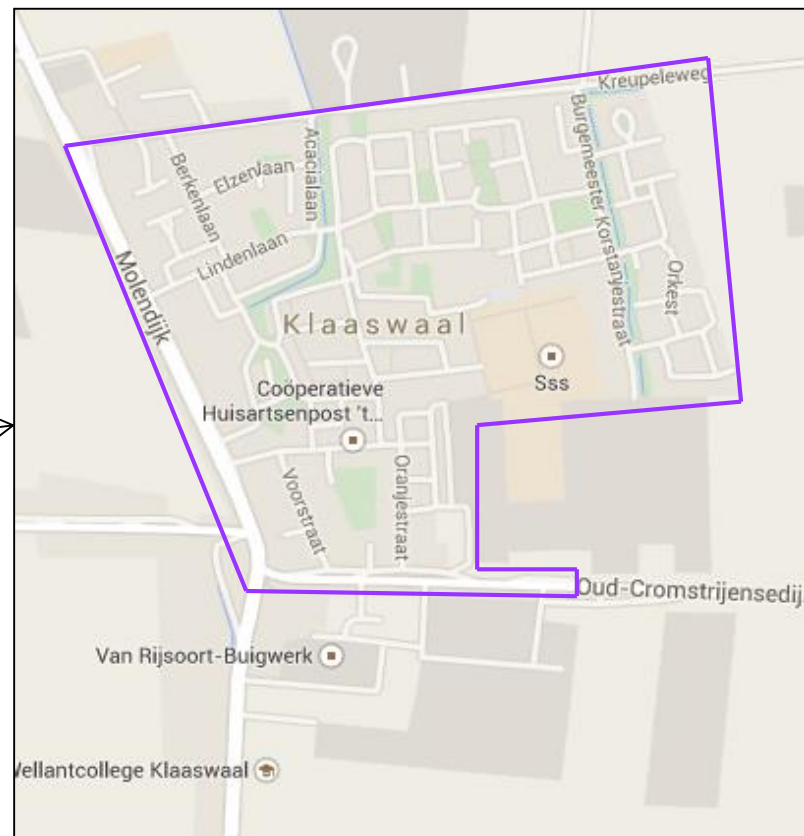 Kreupeleweg
Burgemeester Korstanjestraat
Acacialaan
Elzenlaan
Berkenlaan
Lindenlaan
Molendijk
Orkest
Klaaswaal
Sss
Coöperatieve
Huisartsenpost 't...
Voorstraat
Oranjestraat
Oud-Cromstrijensedij
Van Rijsoort-Buigwerk
Wellantcollege Klaaswaal